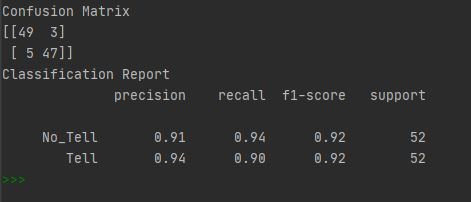 Confusion Matrix
[[49  3]
 [ 5 47]]
Classification Report
              precision    recall  f1-score   support
     No_Tell       0.91      0.94      0.92        52
        Tell       0.94      0.90      0.92        52
>>>